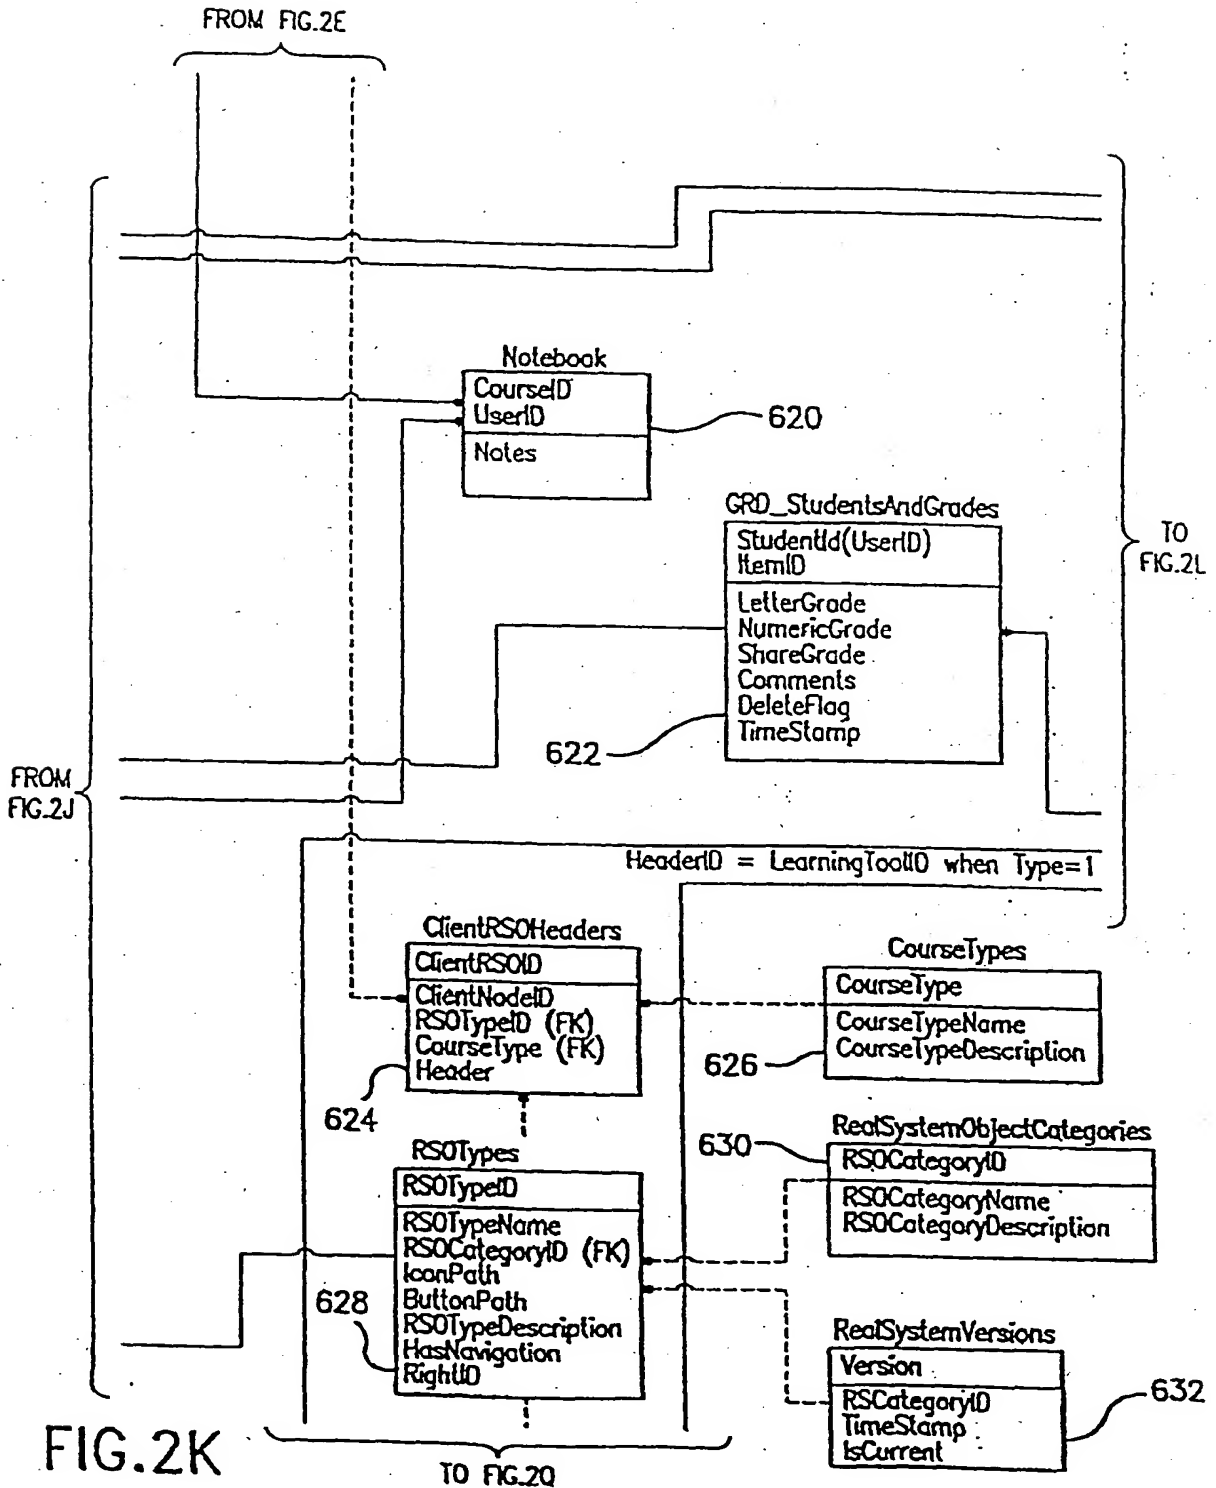 FROM FIG.2E
Notebook
CourseID
UserID
Notes
620
GRD_StudentsAndGrades
StudentId(UserID)
ItemID
LetterGrade
NumericGrade
ShareGrade
Comments
DeleteFlag
TimeStamp
622
TO
FIG.2L
FROM
FIG.2J
HeaderID = LearningToolID when Type=1
ClientRSOHeaders
ClientRSOID
ClientNodeID
RSOTypeID (FK)
CourseType (FK)
Header
624
CourseTypes
CourseType
CourseTypeName
CourseTypeDescription
626
RSOTypes
RSOTypeID
RSOTypeName
RSOCategoryID (FK)
IconPath
ButtonPath
RSOTypeDescription
HasNavigation
RightID
628
RealSystemObjectCategories
630
RSOCategoryID
RSOCategoryName
RSOCategoryDescription
RealSystemVersions
Version
RSCategoryID
TimeStamp
IsCurrent
632
FIG.2K
TO FIG.2Q